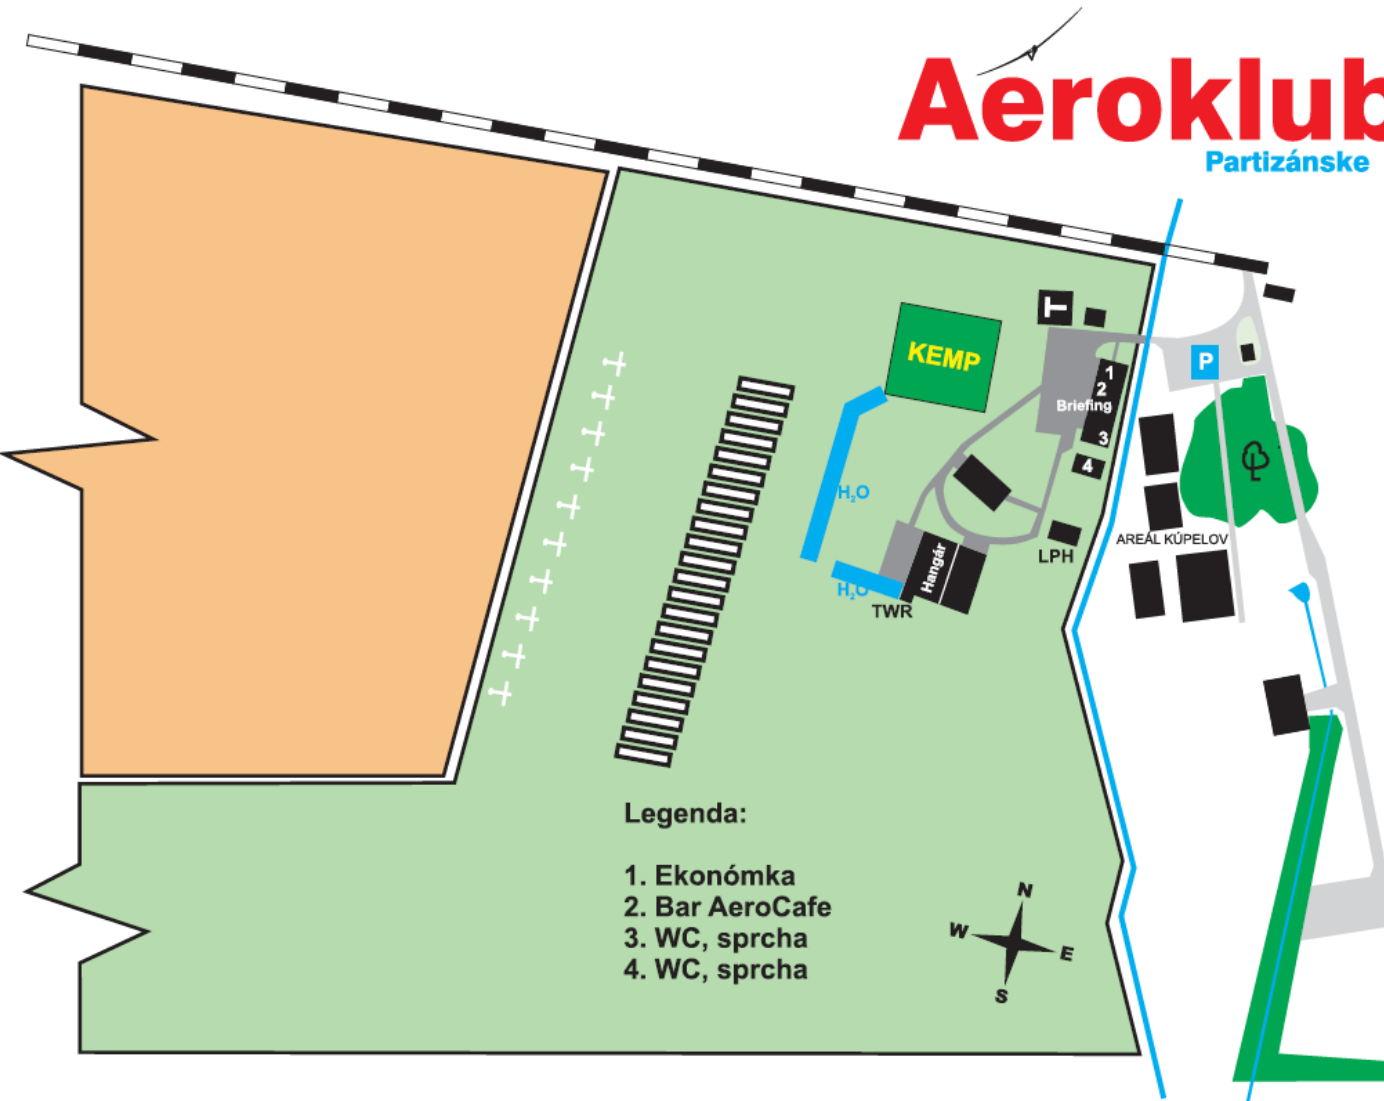 Aeroklub
Partizánske
T
KEMP
P
1
2
Briefing
3
4
H₂O
AREÁL KÚPELOV
LPH
Hangár
H₂O
TWR
Legenda:
1. Ekonómka
2. Bar AeroCafe
3. WC, sprcha
4. WC, sprcha
N
W
E
S